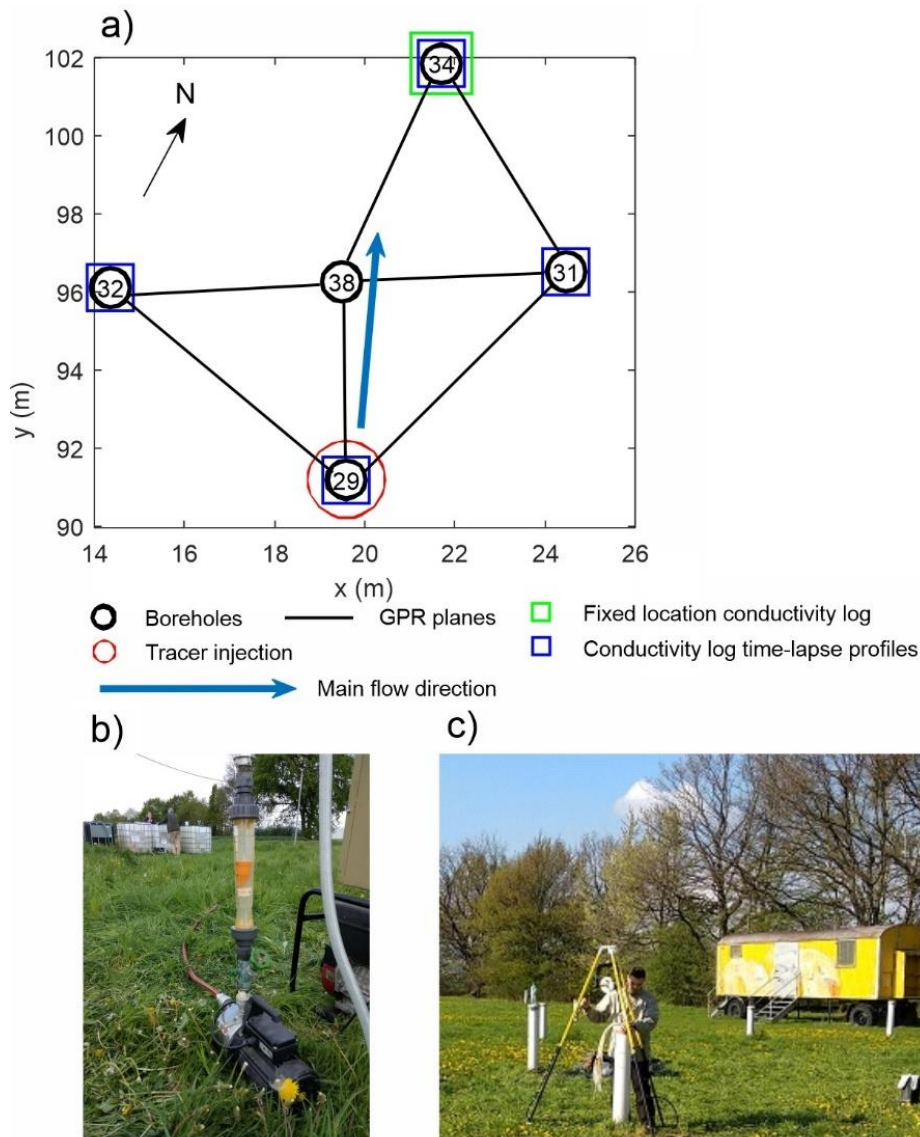 a)
102
100
98
96
94
92
90
y (m)
N
34
32
38
31
29
14 16 18 20 22 24 26
x (m)
Boreholes GPR planes Fixed location conductivity log
Tracer injection Conductivity log time-lapse profiles
Main flow direction
b)
c)